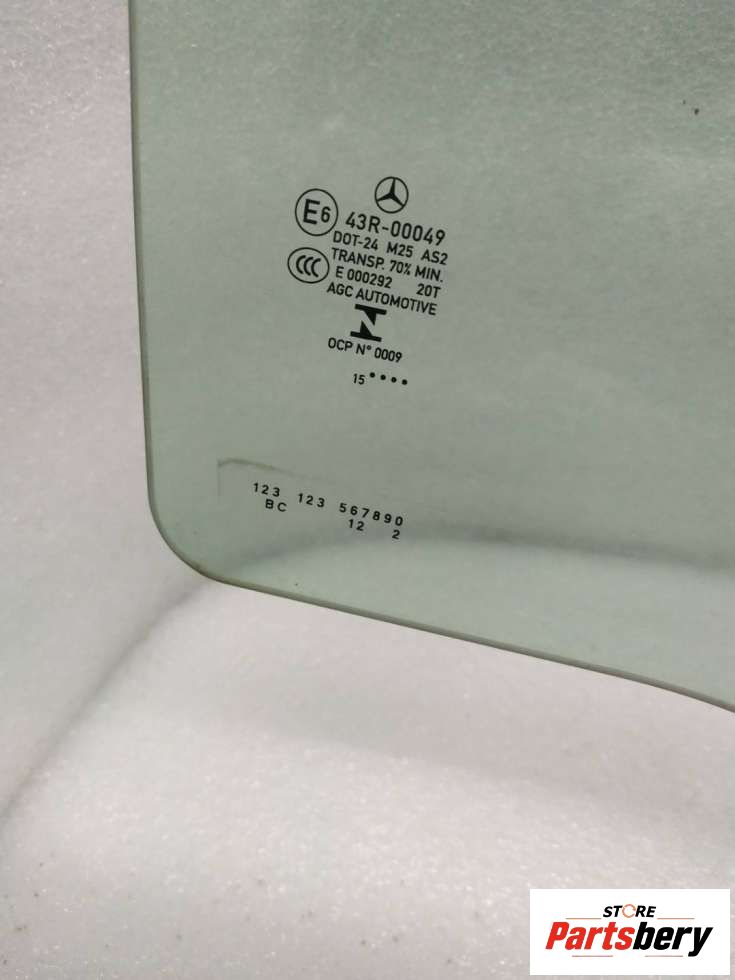 E6 43R-00049
DOT-24 M25 AS2
CCC TRANSP. 70% MIN.
E 000292 20T
AGC AUTOMOTIVE
N
OCP N° 0009
15 ••••
123 123 567890
BC 12 2
STORE
Partsbery